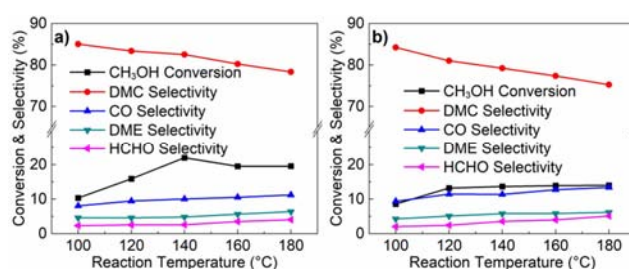 a)
Conversion & Selectivity (%)
90
80
70
20
10
0
CH₃OH Conversion
DMC Selectivity
CO Selectivity
DME Selectivity
HCHO Selectivity
100 120 140 160 180
Reaction Temperature (°C)
b)
Conversion & Selectivity (%)
90
80
70
20
10
0
CH₃OH Conversion
DMC Selectivity
CO Selectivity
DME Selectivity
HCHO Selectivity
100 120 140 160 180
Reaction Temperature (°C)